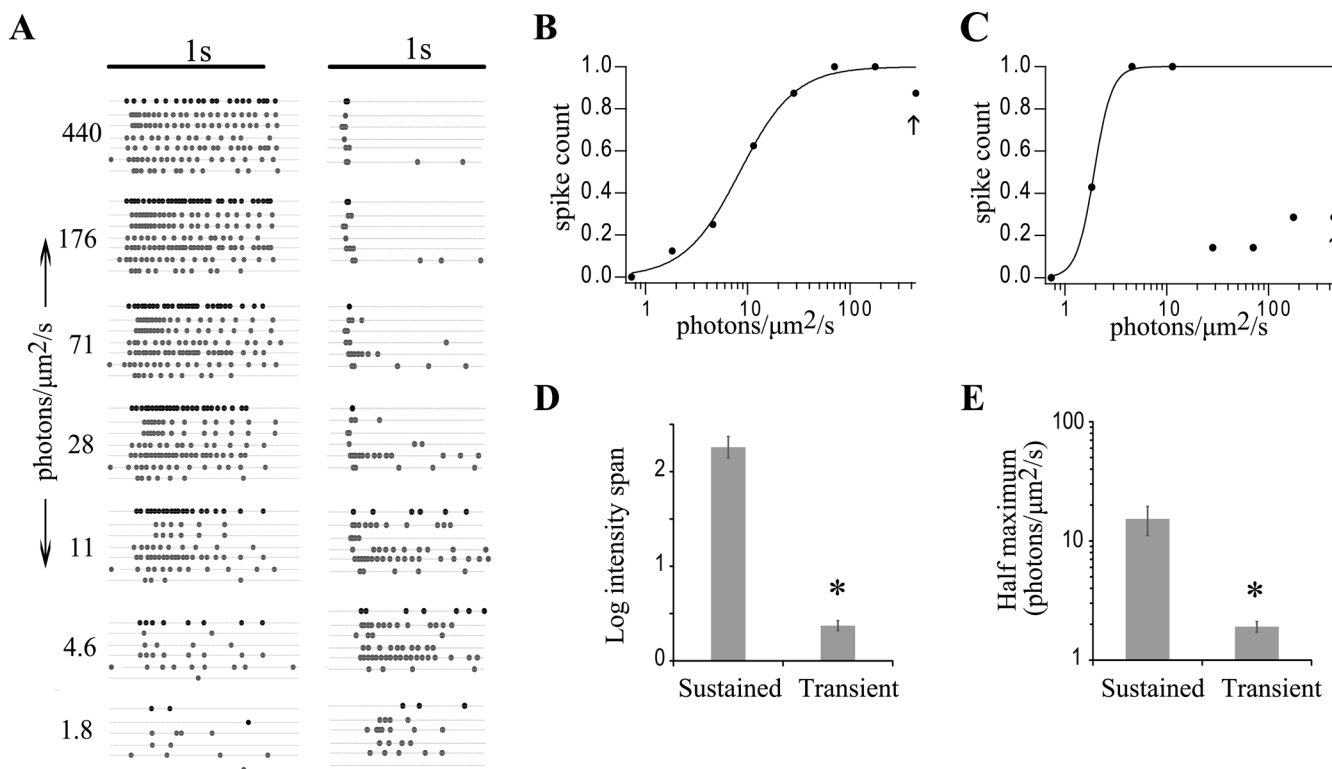 A
1s
1s
440
176
71
28
11
4.6
1.8
photons/μm2/s
B
spike count
1.0
0.8
0.6
0.4
0.2
0.0
1
10
100
photons/μm2/s
C
spike count
1.0
0.8
0.6
0.4
0.2
0.0
1
10
100
photons/μm2/s
D
Log intensity span
2
1
0
*
Sustained
Transient
E
Half maximum
(photons/μm2/s)
100
10
1
*
Sustained
Transient